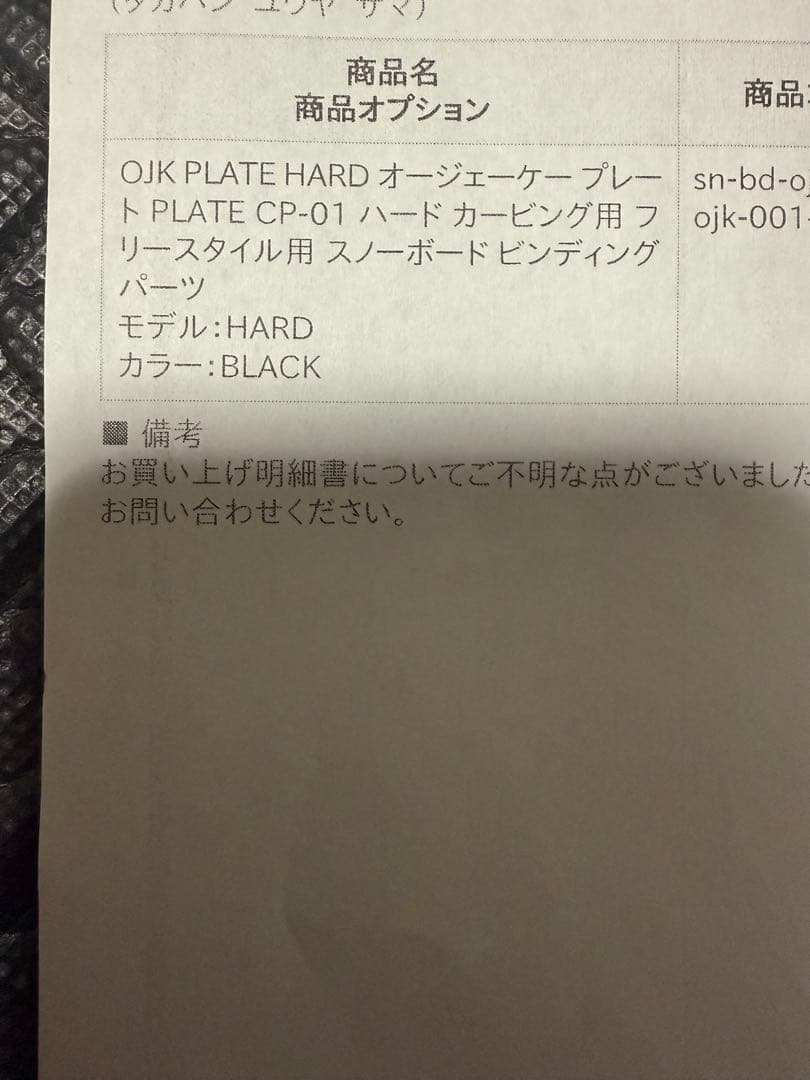 商品名
商品オプション
商品
OJK PLATE HARD オージェーケー プレー
ト PLATE CP-01 ハード カービング用 フ
リースタイル用 スノーボード ビンディング
パーツ
モデル:HARD
カラー:BLACK
sn-bd-oj
ojk-001-
■ 備考
お買い上げ明細書についてご不明な点がございました
お問い合わせください。